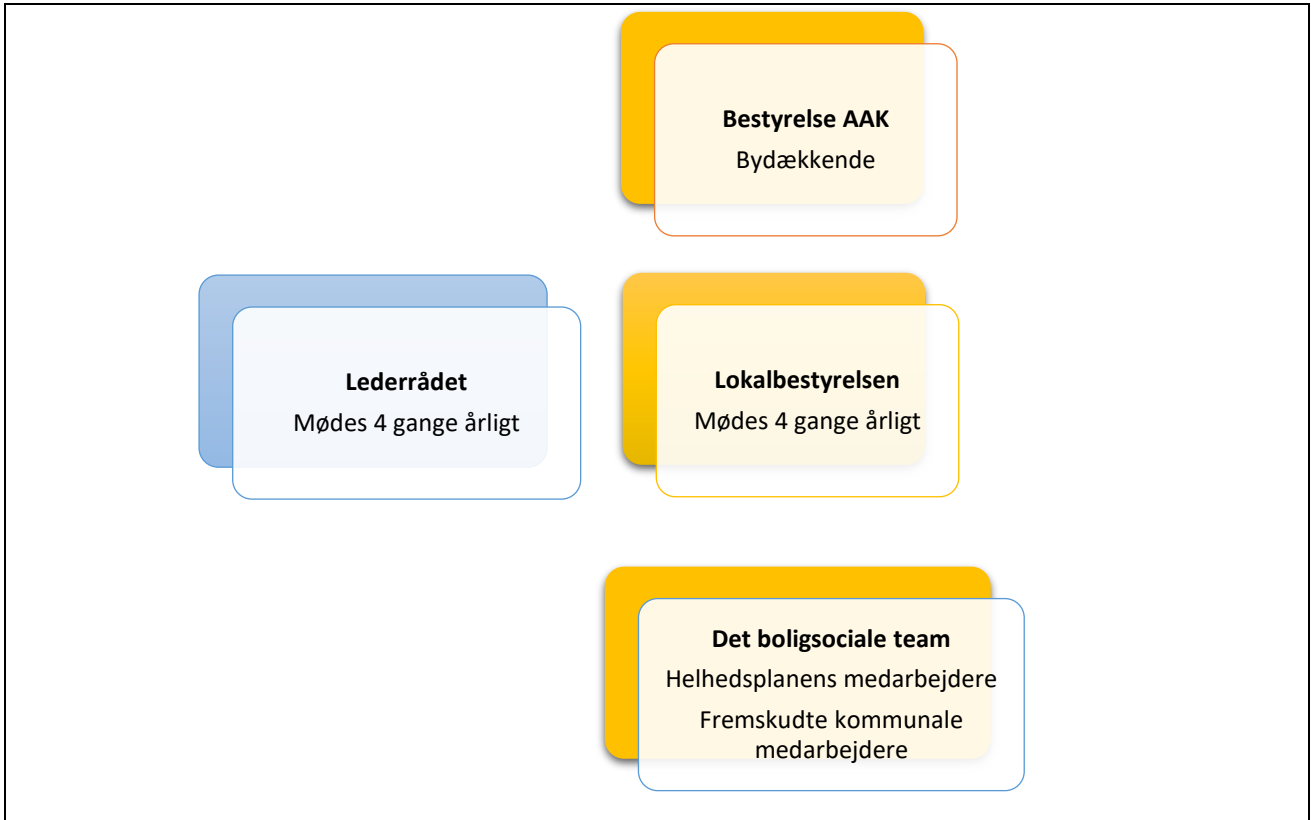 Bestyrelse AAK
Bydækkende
Lederrådet
Mødes 4 gange årligt
Lokalbestyrelsen
Mødes 4 gange årligt
Det boligsociale team
Helhedsplanens medarbejdere
Fremskudte kommunale
medarbejdere